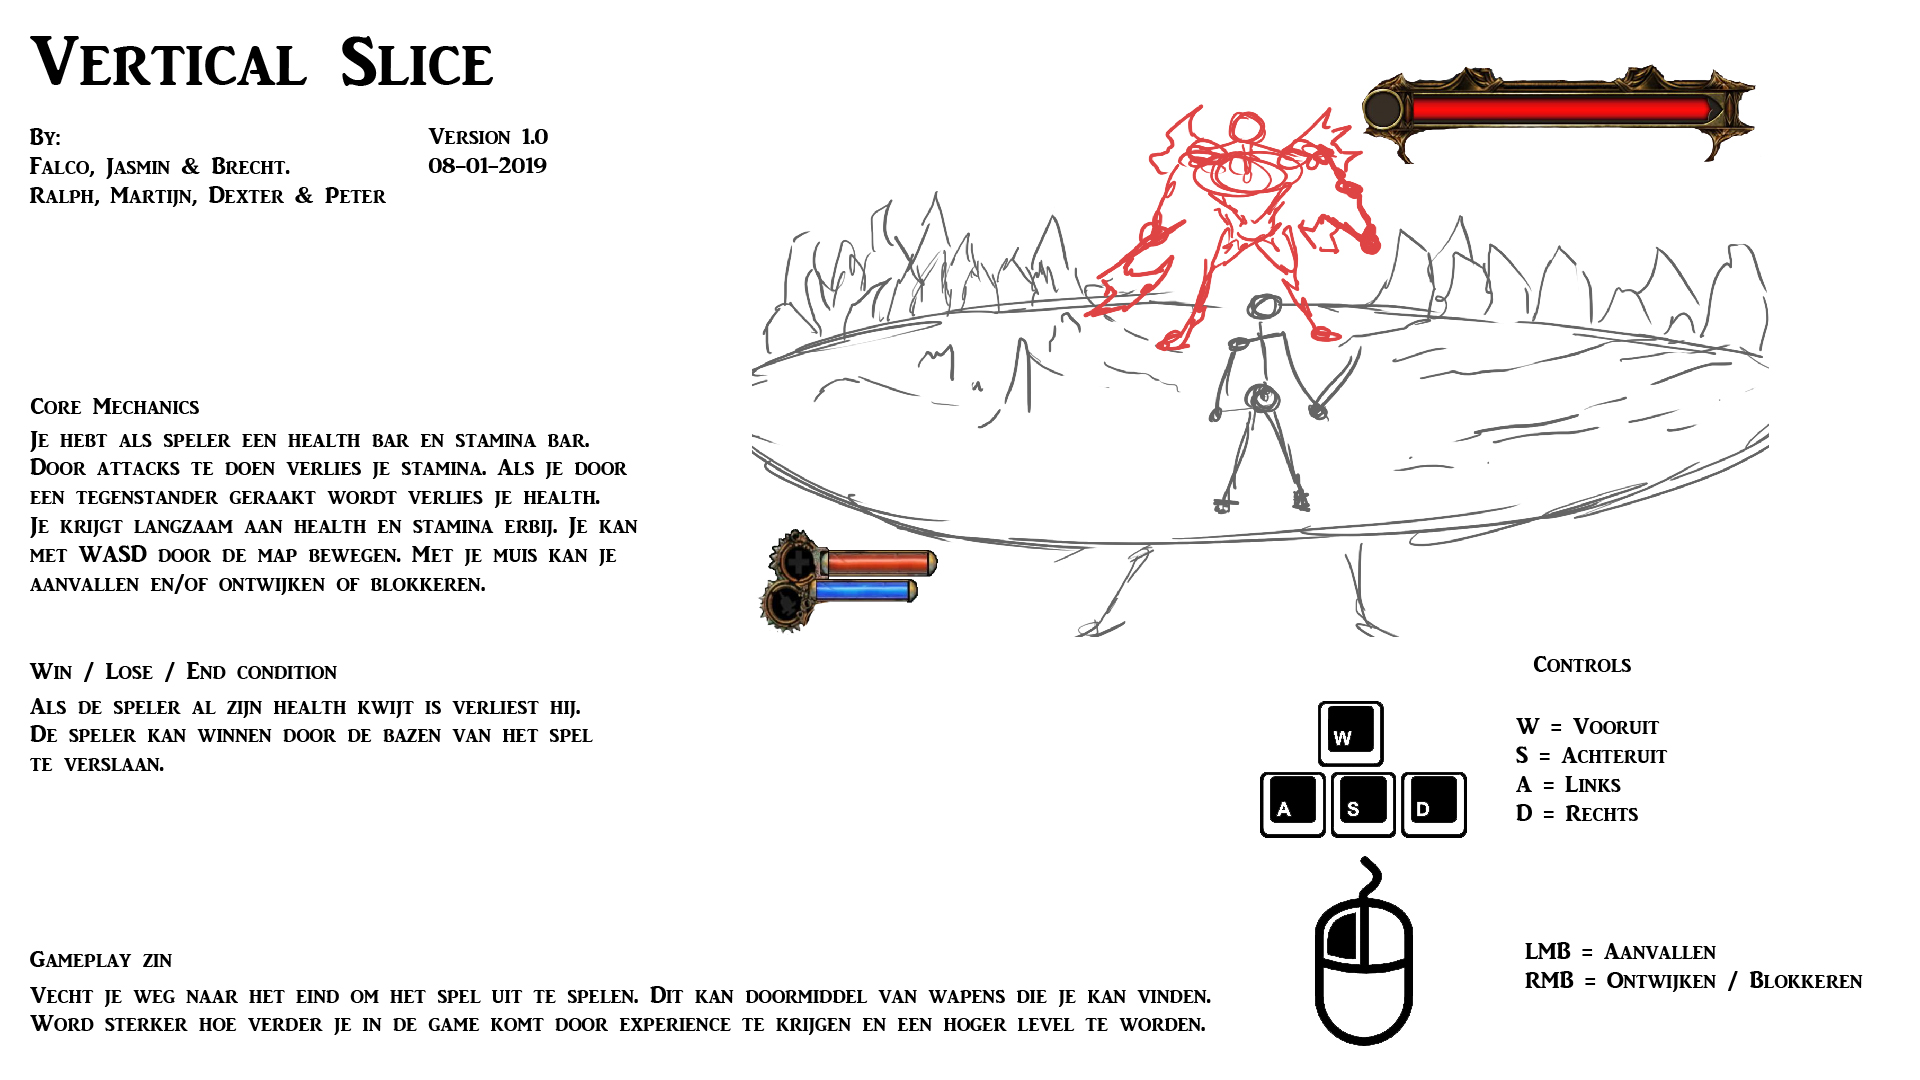 Vertical Slice
By:
Falco, Jasmin & Brecht.
Ralph, Martijn, Dexter & Peter
Version 1.0
08-01-2019
Core Mechanics
Je hebt als speler een health bar en stamina bar.
Door attacks te doen verlies je stamina. Als je door
een tegenstander geraakt wordt verlies je health.
Je krijgt langzaam aan health en stamina erbij. Je kan
met WASD door de map bewegen. Met je muis kan je
aanvallen en/of ontwijken of blokkeren.
Win / Lose / End condition
Als de speler al zijn health kwijt is verliest hij.
De speler kan winnen door de bazen van het spel
te verslaan.
Gameplay zin
Vecht je weg naar het eind om het spel uit te spelen. Dit kan doormiddel van wapens die je kan vinden.
Word sterker hoe verder je in de game komt door experience te krijgen en een hoger level te worden.
Controls
W
A S D
W = Vooruit
S = Achteruit
A = Links
D = Rechts
LMB = Aanvallen
RMB = Ontwijken / Blokkeren